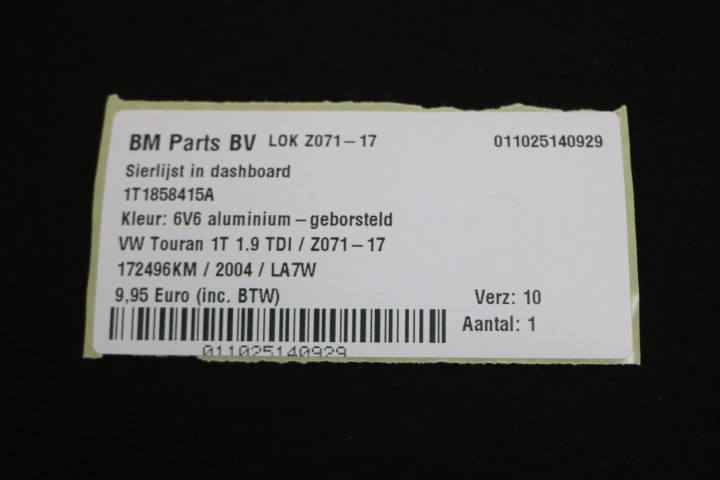 BM Parts BV LOK Z071-17 011025140929
Sierlijst in dashboard
1T1858415A
Kleur: 6V6 aluminium-geborsteld
VW Touran 1T 1.9 TDI / Z071-17
172496KM / 2004 / LA7W
9,95 Euro (inc. BTW) Verz: 10
Aantal: 1
011025140929